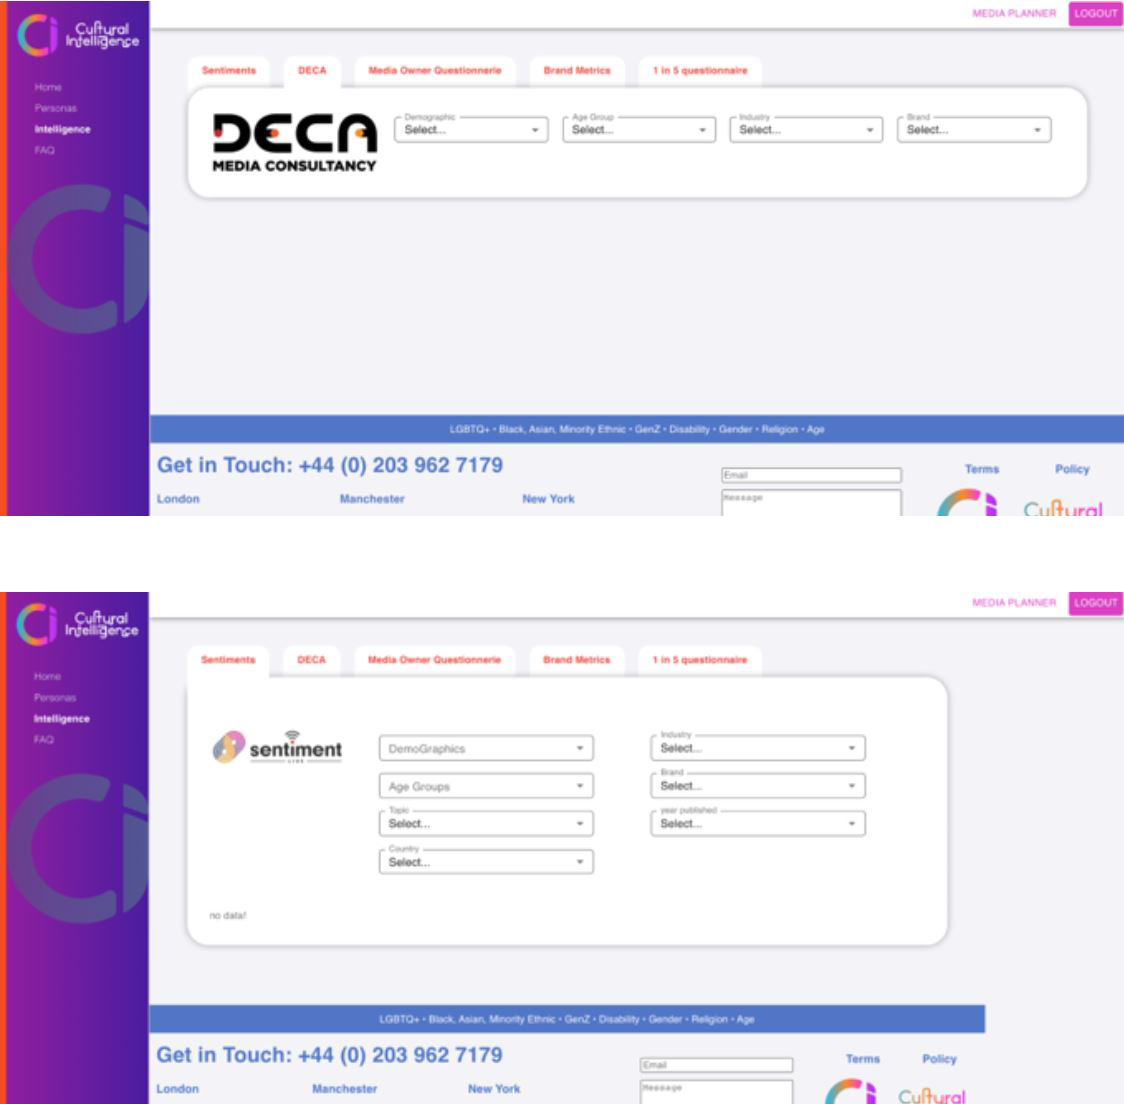 Cultural
Intelligence
MEDIA PLANNER LOGOUT
Home
Personas
Intelligence
FAQ
Sentiments DECA Media Owner Questionnerie Brand Metrics 1 in 5 questionnaire
DECA
MEDIA CONSULTANCY
Demographic Age Group Industry Brand
Select... Select... Select... Select...
LGBTQ+ • Black, Asian, Minority Ethnic • GenZ • Disability • Gender • Religion • Age
Get in Touch: +44 (0) 203 962 7179
Email
Terms Policy
London Manchester New York
Message
Cultural
Cultural
Intelligence
MEDIA PLANNER LOGOUT
Home
Personas
Intelligence
FAQ
Sentiments DECA Media Owner Questionnerie Brand Metrics 1 in 5 questionnaire
sentiment
LINK
DemoGraphics
Industry
Select...
Age Groups
Brand
Select...
Topic
Select...
year published
Select...
Country
Select...
no data!
LGBTQ+ • Black, Asian, Minority Ethnic • GenZ • Disability • Gender • Religion • Age
Get in Touch: +44 (0) 203 962 7179
Email
Terms Policy
London Manchester New York
Message
Cultural